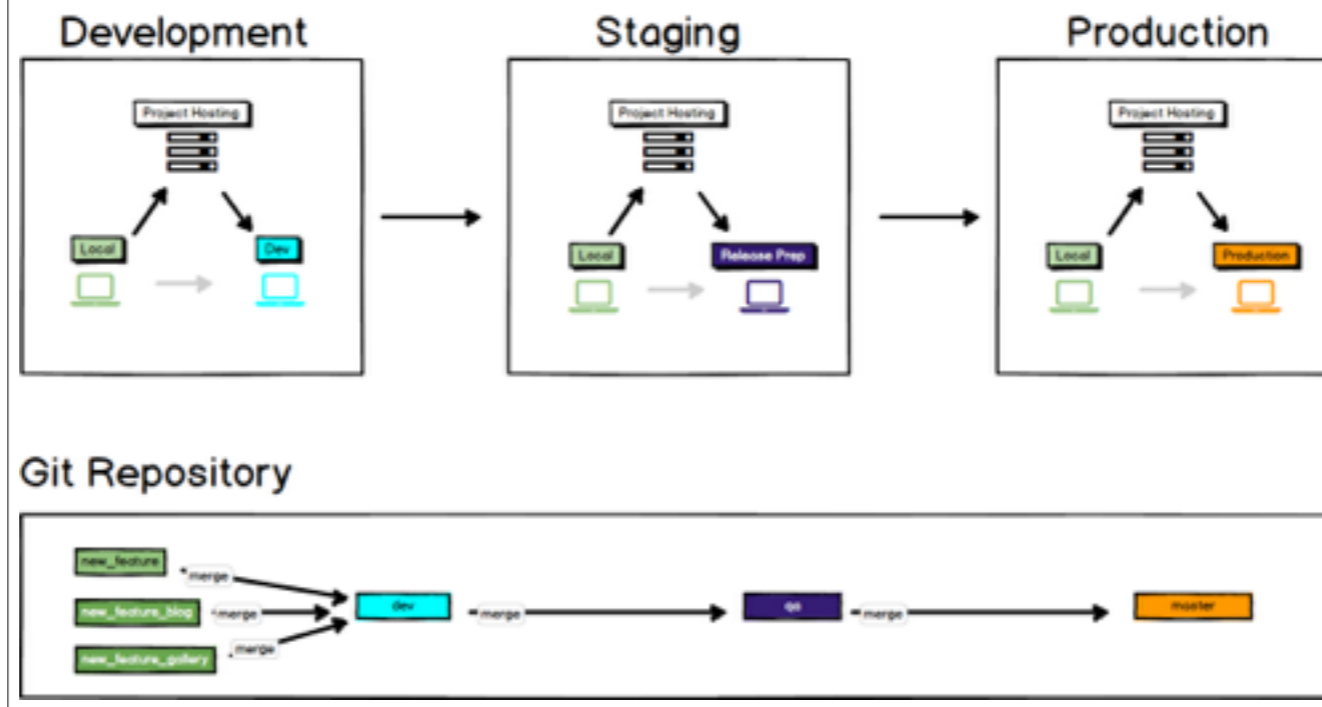 Development
Staging
Production
Project Hosting
Project Hosting
Project Hosting
Local
Dev
Local
Release Prep
Local
Production
Git Repository
new_feature
merge
new_feature_blog
merge
dev
merge
qa
merge
master
new_feature_gallery
merge